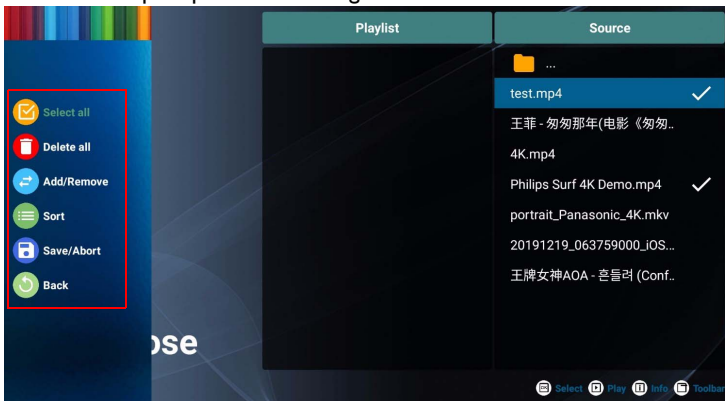 Playlist
Source
...
test.mp4
王菲 - 匆匆那年(电影《匆匆..
4K.mp4
Philips Surf 4K Demo.mp4
portrait_Panasonic_4K.mkv
20191219_063759000_iOS...
王牌女神AOA - 흔들려 (Conf..
Select all
Delete all
Add/Remove
Sort
Save/Abort
Back
ose
OK Select Play Info Toolbar